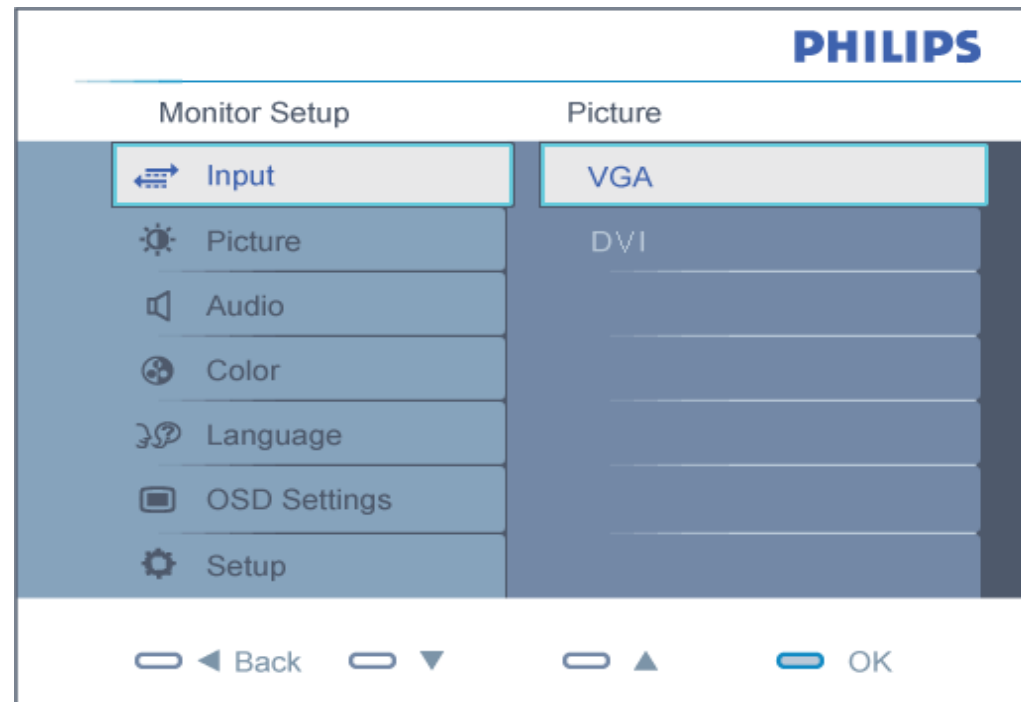 PHILIPS
Monitor Setup Picture
Input VGA
Picture DVI
Audio
Color
Language
OSD Settings
Setup
Back OK